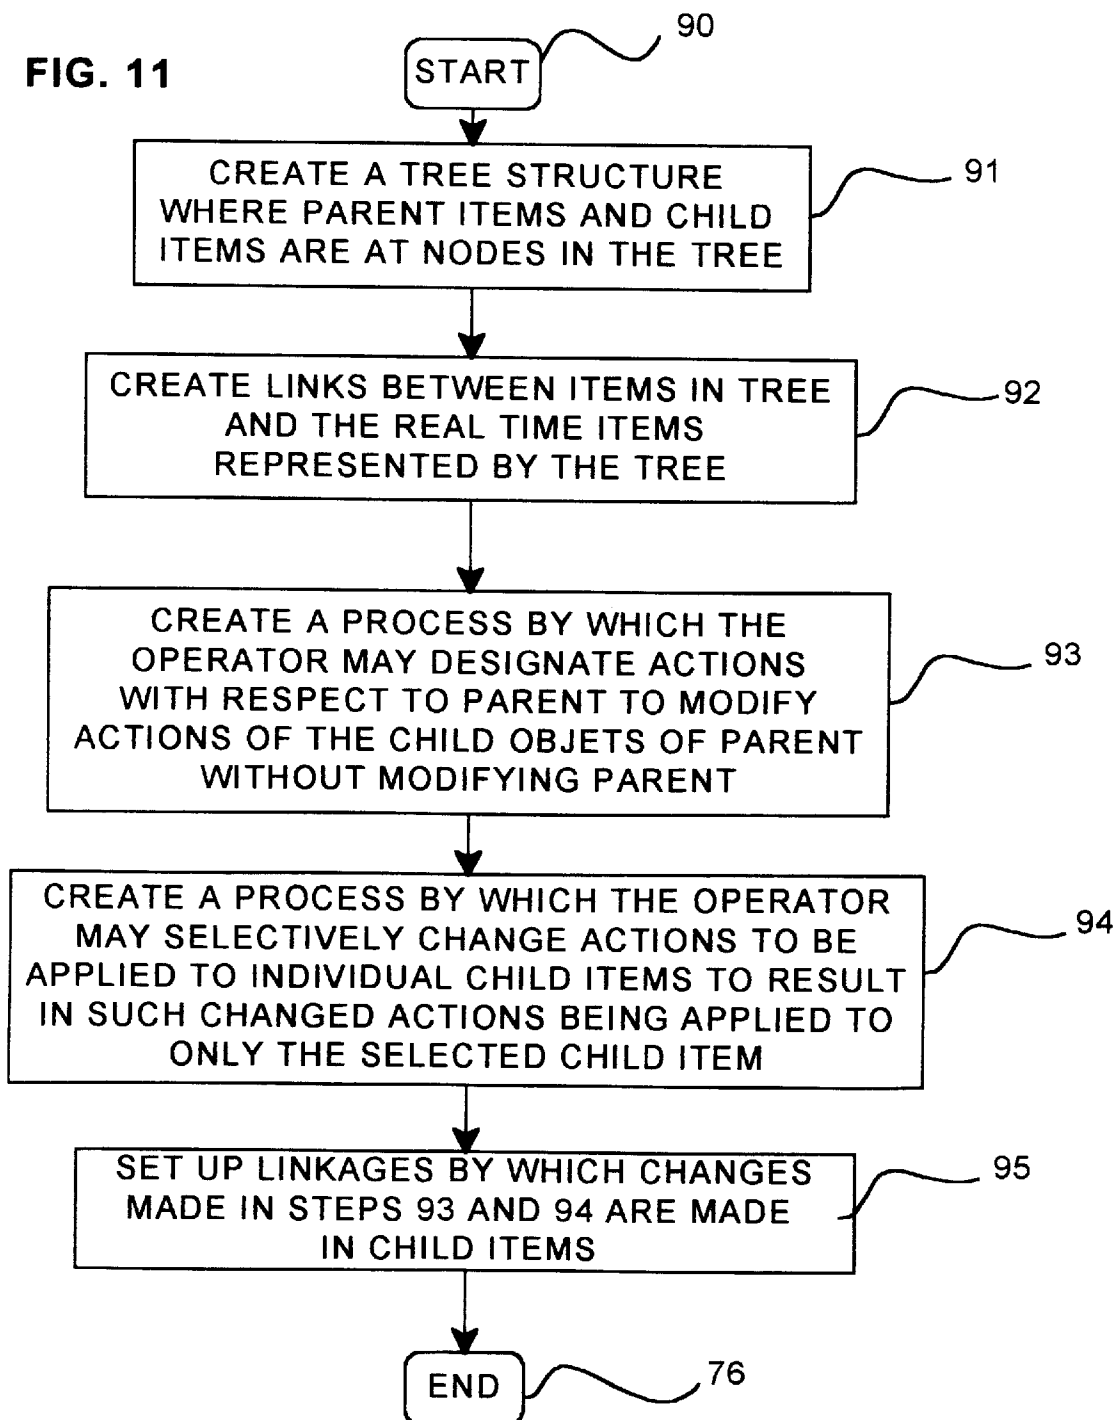 FIG. 11
90
START
91
CREATE A TREE STRUCTURE
WHERE PARENT ITEMS AND CHILD
ITEMS ARE AT NODES IN THE TREE
92
CREATE LINKS BETWEEN ITEMS IN TREE
AND THE REAL TIME ITEMS
REPRESENTED BY THE TREE
93
CREATE A PROCESS BY WHICH THE
OPERATOR MAY DESIGNATE ACTIONS
WITH RESPECT TO PARENT TO MODIFY
ACTIONS OF THE CHILD OBJETS OF PARENT
WITHOUT MODIFYING PARENT
94
CREATE A PROCESS BY WHICH THE OPERATOR
MAY SELECTIVELY CHANGE ACTIONS TO BE
APPLIED TO INDIVIDUAL CHILD ITEMS TO RESULT
IN SUCH CHANGED ACTIONS BEING APPLIED TO
ONLY THE SELECTED CHILD ITEM
95
SET UP LINKAGES BY WHICH CHANGES
MADE IN STEPS 93 AND 94 ARE MADE
IN CHILD ITEMS
76
END